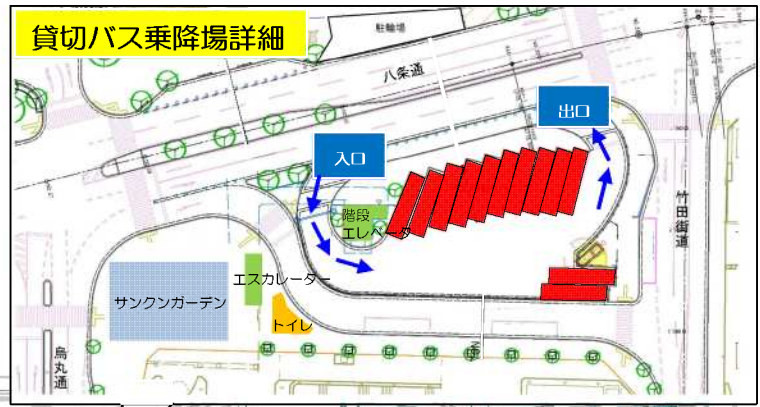 貸切バス乗降場詳細
駐輪場
八条通
出口
入口
階段
エレベータ
竹田街道
エスカレーター
サンクンガーデン
トイレ
烏丸通